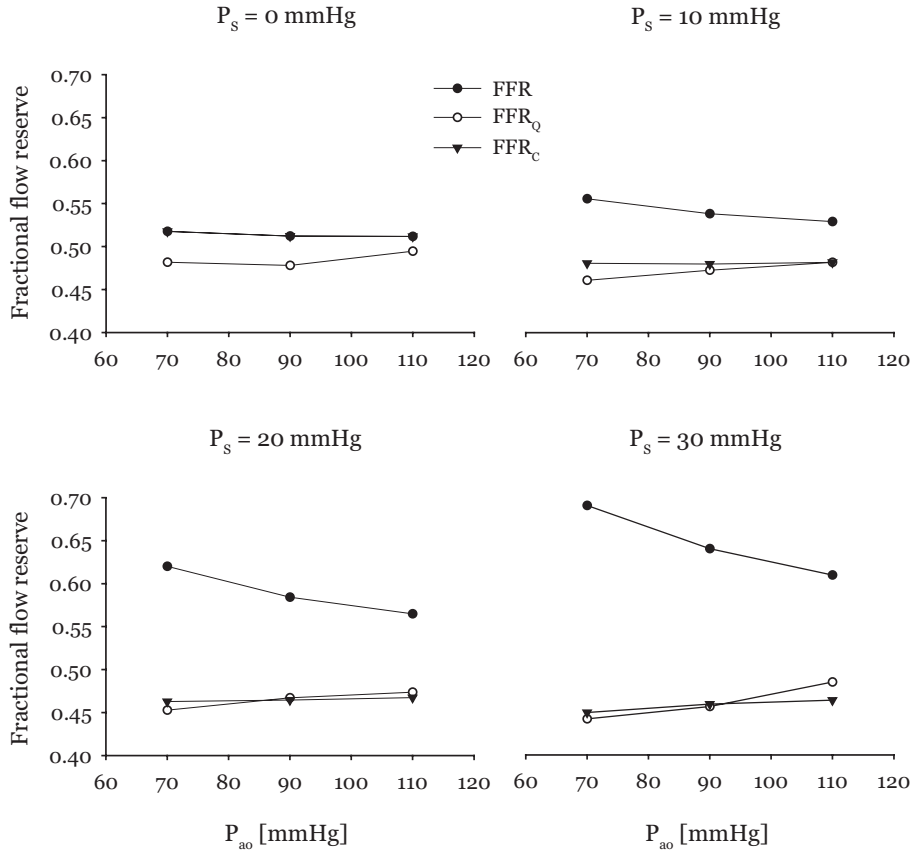 P_s = 0 mmHg
P_s = 10 mmHg
Fractional flow reserve
0.70
0.65
0.60
0.55
0.50
0.45
0.40
60 70 80 90 100 110 120
FFR
FFR_Q
FFR_C
60 70 80 90 100 110 120
P_s = 20 mmHg
P_s = 30 mmHg
Fractional flow reserve
0.70
0.65
0.60
0.55
0.50
0.45
0.40
60 70 80 90 100 110 120
60 70 80 90 100 110 120
P_ao [mmHg]
P_ao [mmHg]